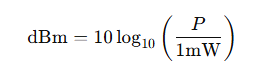 dBm = 10 log₁₀ (P / 1mW)